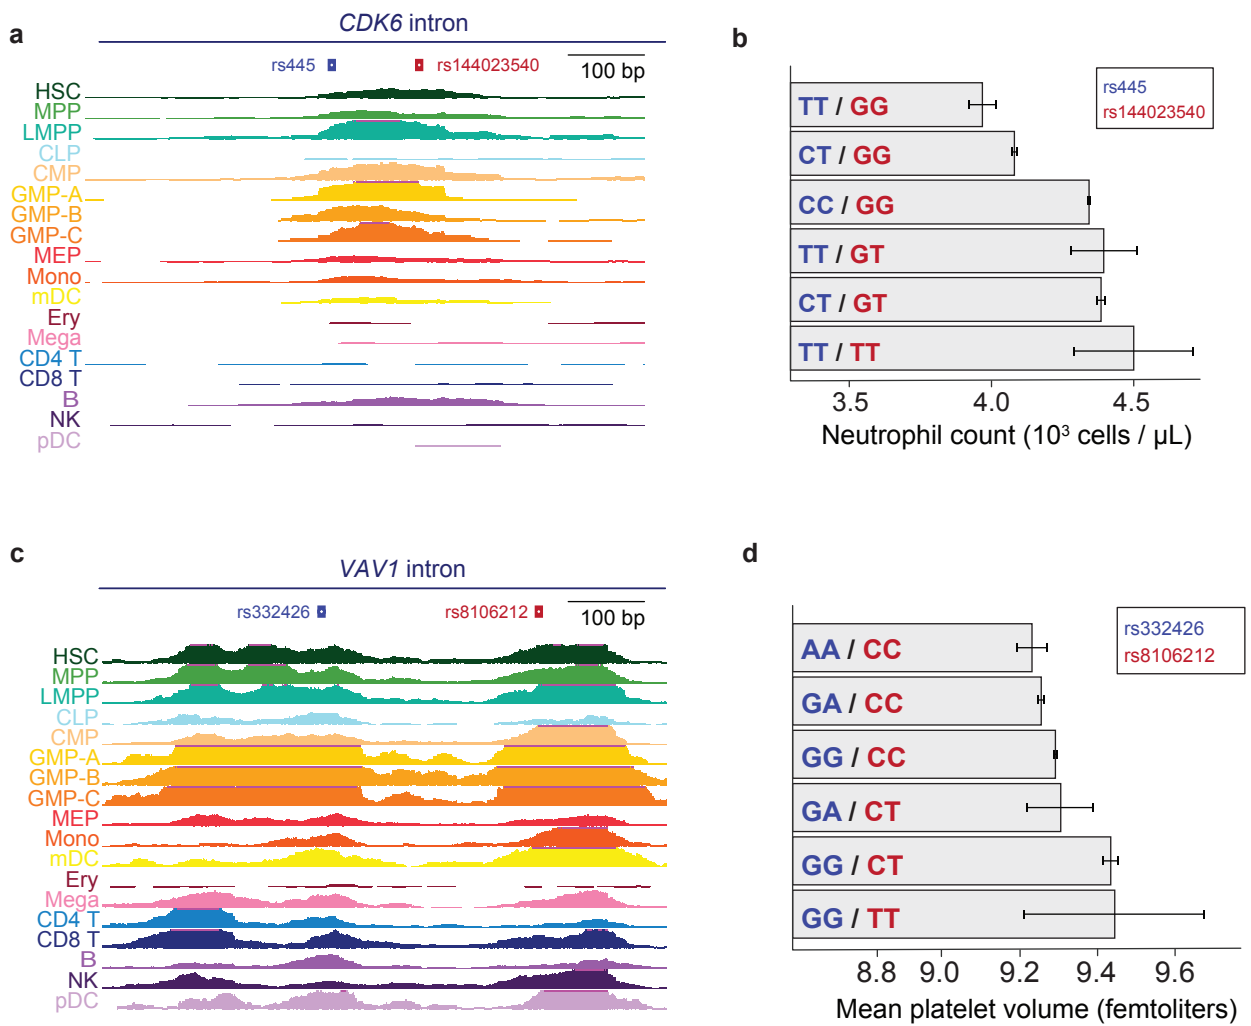 a
CDK6 intron
rs445
rs144023540
100 bp
HSC
MPP
LMPP
CLP
CMP
GMP-A
GMP-B
GMP-C
MEP
Mono
mDC
Ery
Mega
CD4 T
CD8 T
B
NK
pDC
b
rs445
rs144023540
TT / GG
CT / GG
CC / GG
TT / GT
CT / GT
TT / TT
3.5 4.0 4.5
Neutrophil count (10³ cells / µL)
c
VAV1 intron
rs332426
rs8106212
100 bp
HSC
MPP
LMPP
CLP
CMP
GMP-A
GMP-B
GMP-C
MEP
Mono
mDC
Ery
Mega
CD4 T
CD8 T
B
NK
pDC
d
rs332426
rs8106212
AA / CC
GA / CC
GG / CC
GA / CT
GG / CT
GG / TT
8.8 9.0 9.2 9.4 9.6
Mean platelet volume (femtoliters)